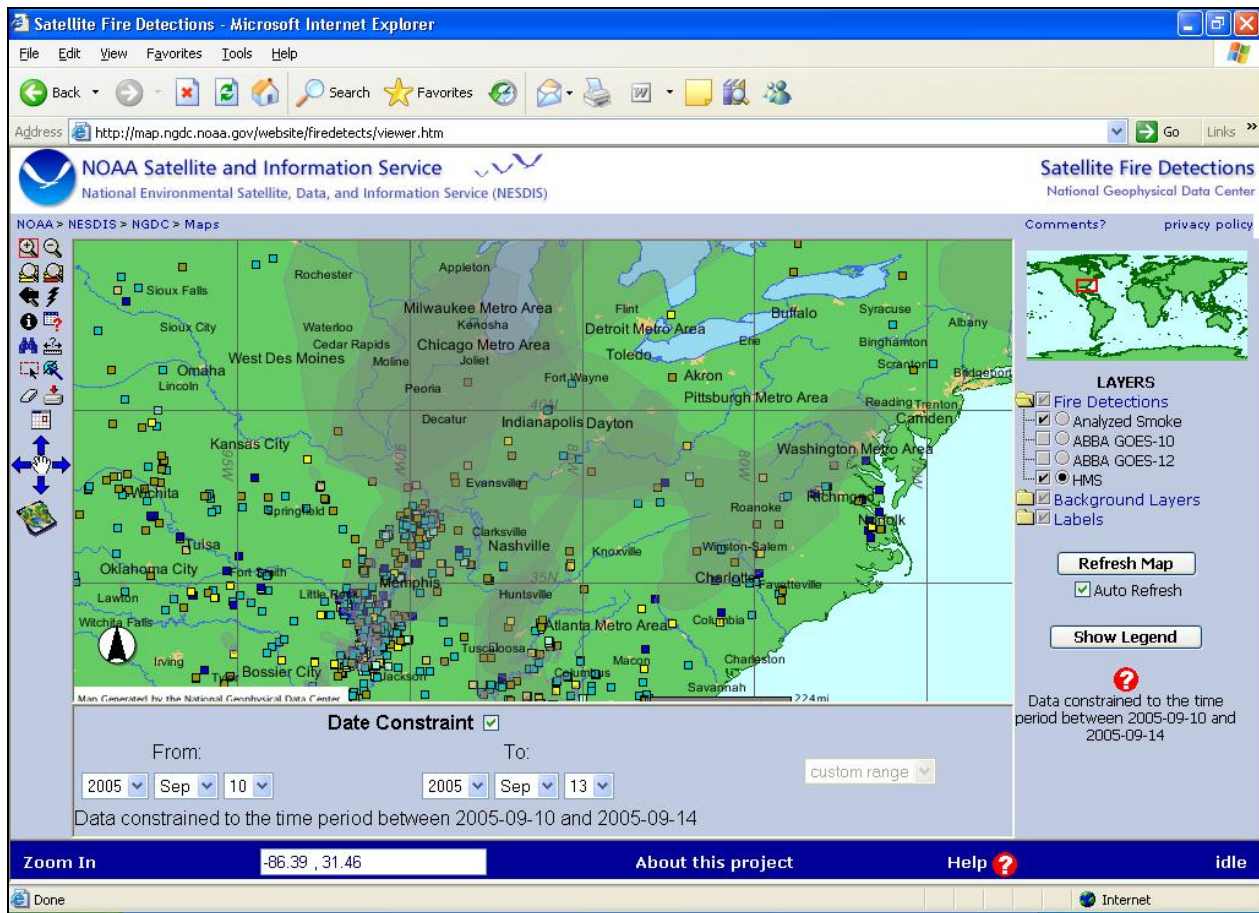 Satellite Fire Detections - Microsoft Internet Explorer
File Edit View Favorites Tools Help
Back Search Favorites
Address http://map.ngdc.noaa.gov/website/firedetects/viewer.htm Go Links »
NOAA Satellite and Information Service
National Environmental Satellite, Data, and Information Service (NESDIS)
Satellite Fire Detections
National Geophysical Data Center
NOAA > NESDIS > NGDC > Maps
Comments? privacy policy
Rochester Appleton
Sioux Falls
Milwaukee Metro Area Flint Buffalo Syracuse
Sioux City Waterloo Kenosha Detroit Metro Area Albany
Cedar Rapids Chicago Metro Area Erie Binghamton
West Des Moines Moline Joliet Toledo Scranton
Omaha Fort Wayne Akron Bridgeport
Lincoln Peoria Pittsburgh Metro Area Reading Trenton
40N
Decatur Indianapolis Dayton Camden
Kansas City Washington Metro Area
95W 90W 80W 75W
Evansville
Wichita Richmond
Springfield Roanoke
Norfolk
Clarksville
Tulsa Nashville Knoxville Winston-Salem
Oklahoma City Fort Smith Memphis 35N Charlotte Fayetteville
Lawton Little Rock Huntsville
Witchita Falls Atlanta Metro Area Columbia
Tuscaloosa
Irving Macon Charleston
Tyler Bossier City Jackson Columbus
Savannah
Map Generated by the National Geophysical Data Center 224 mi
LAYERS
Fire Detections
Analyzed Smoke
ABBA GOES-10
ABBA GOES-12
HMS
Background Layers
Labels
Refresh Map
Auto Refresh
Show Legend
?
Data constrained to the time
period between 2005-09-10 and
2005-09-14
Date Constraint
From: To:
2005 Sep 10 2005 Sep 13 custom range
Data constrained to the time period between 2005-09-10 and 2005-09-14
Zoom In -86.39 , 31.46 About this project Help ? idle
Done Internet